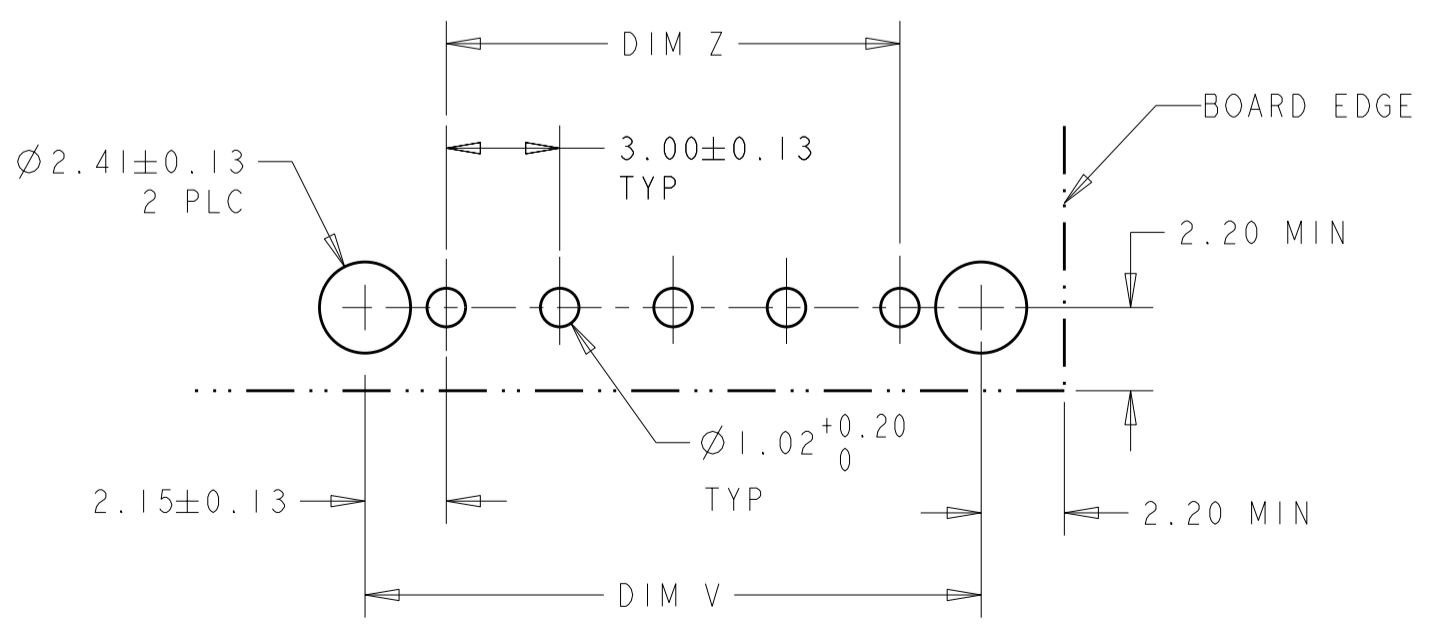 DIM Z
BOARD EDGE
Ø2.41±0.13
2 PLC
3.00±0.13
TYP
2.20 MIN
Ø1.02 +0.20
0
TYP
2.15±0.13
2.20 MIN
DIM V